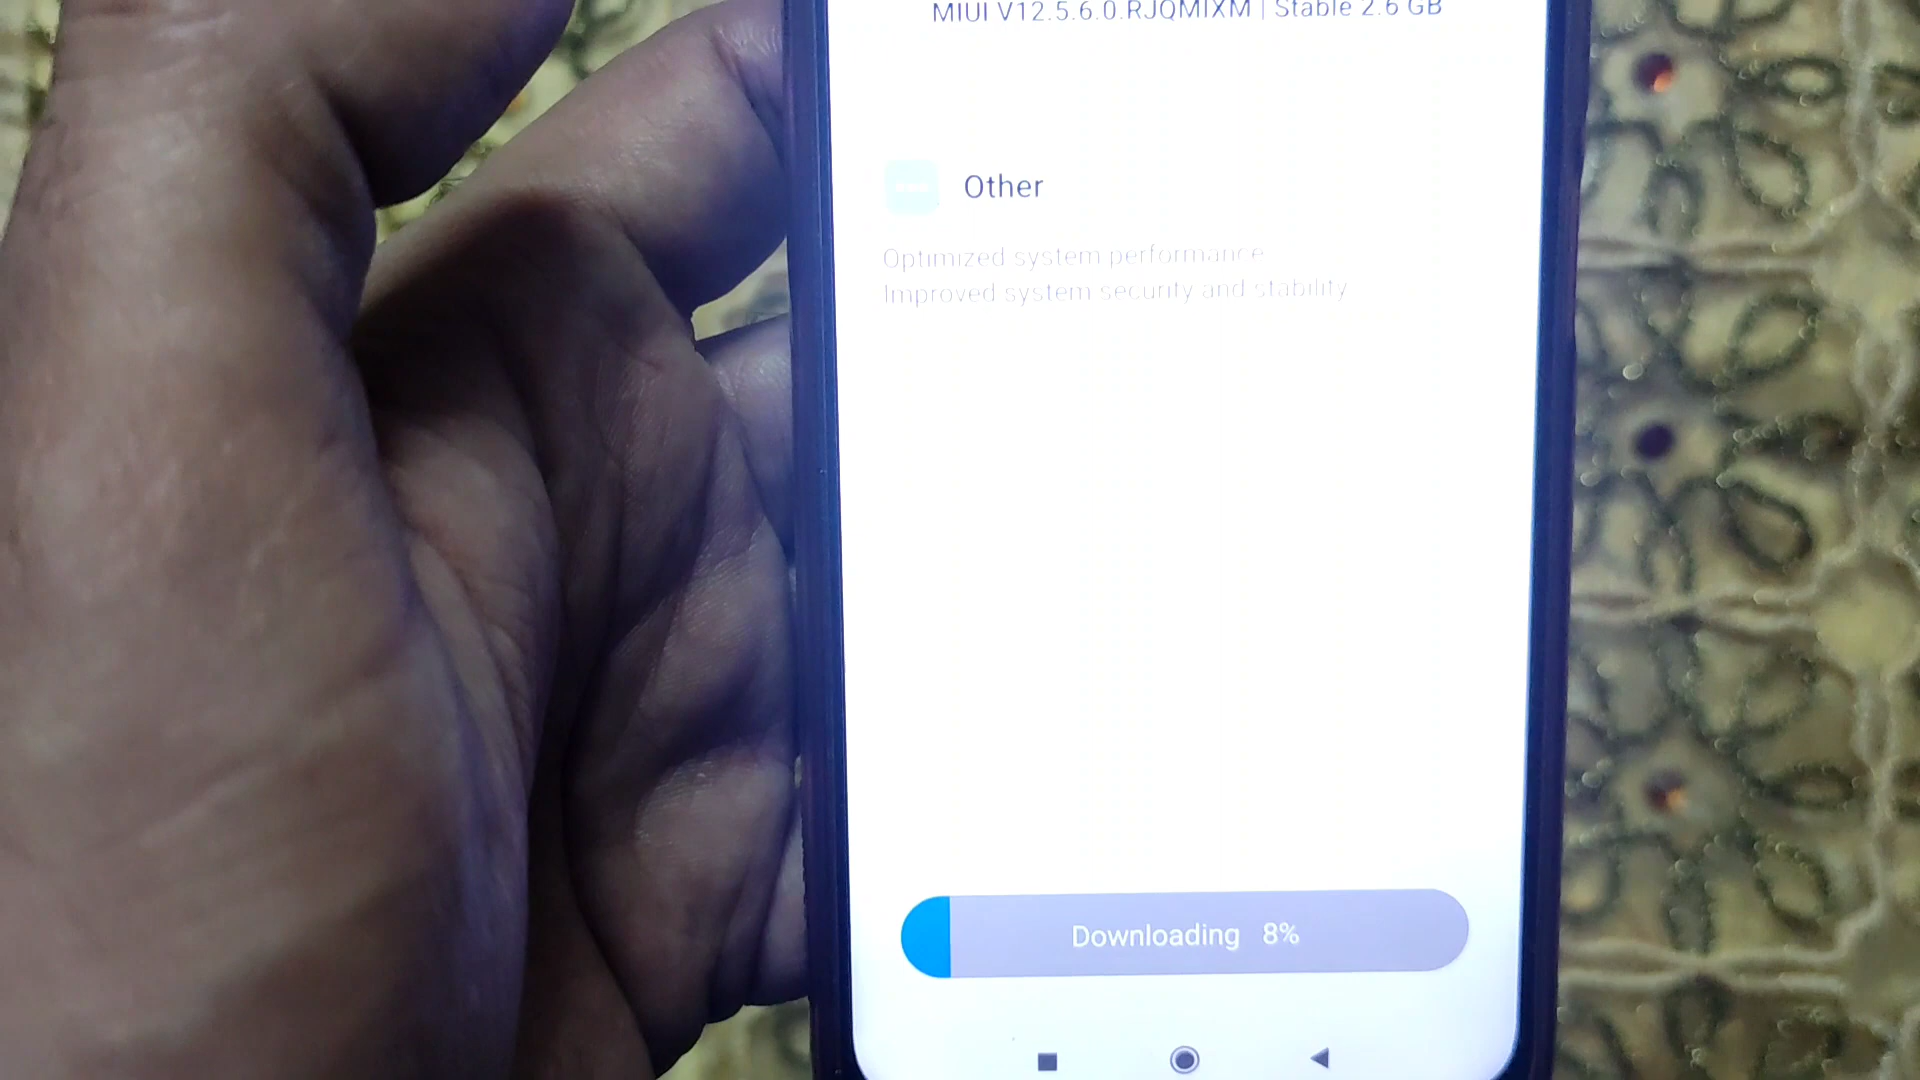 MIUI V12.5.6.0.RJQMIXM | Stable 2.6 GB
Other
Optimized system performance
Improved system security and stability
Downloading 8%